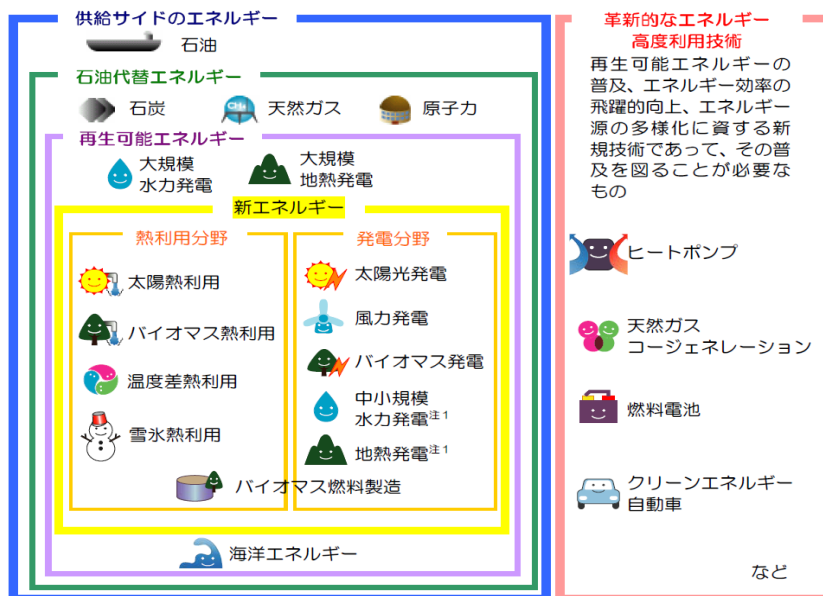 供給サイドのエネルギー
石油
石油代替エネルギー
石炭
天然ガス
CH4
原子力
再生可能エネルギー
大規模
水力発電
大規模
地熱発電
新エネルギー
熱利用分野
太陽熱利用
バイオマス熱利用
温度差熱利用
雪氷熱利用
発電分野
太陽光発電
風力発電
バイオマス発電
中小規模
水力発電注1
地熱発電注1
バイオマス燃料製造
海洋エネルギー
革新的なエネルギー
高度利用技術
再生可能エネルギーの
普及、エネルギー効率の
飛躍的向上、エネルギー
源の多様化に資する新
規技術であって、その普
及を図ることが必要な
もの
ヒートポンプ
天然ガス
コージェネレーション
燃料電池
クリーンエネルギー
自動車
など